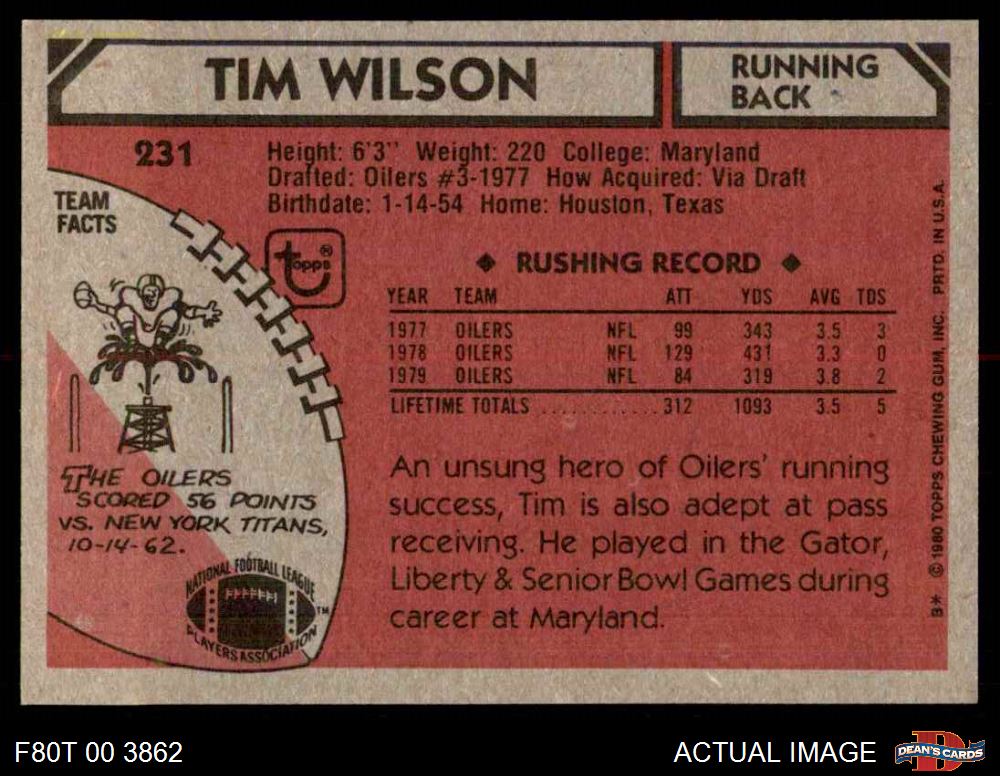 TIM WILSON
RUNNING
BACK
231
Height: 6'3" Weight: 220 College: Maryland
Drafted: Oilers #3-1977 How Acquired: Via Draft
Birthdate: 1-14-54 Home: Houston, Texas
TEAM
FACTS
topps®
◆ RUSHING RECORD ◆
YEAR TEAM ATT YDS AVG TDS
1977 OILERS NFL 99 343 3.5 3
1978 OILERS NFL 129 431 3.3 0
1979 OILERS NFL 84 319 3.8 2
LIFETIME TOTALS ............ 312 1093 3.5 5
THE OILERS
SCORED 56 POINTS
VS. NEW YORK TITANS,
10-14-62.
An unsung hero of Oilers' running
success, Tim is also adept at pass
receiving. He played in the Gator,
Liberty & Senior Bowl Games during
career at Maryland.
NATIONAL FOOTBALL LEAGUE
PLAYERS ASSOCIATION
TM
B* © 1980 TOPPS CHEWING GUM, INC. PRTD. IN U.S.A.
F80T 00 3862
ACTUAL IMAGE
D
DEAN'S CARDS